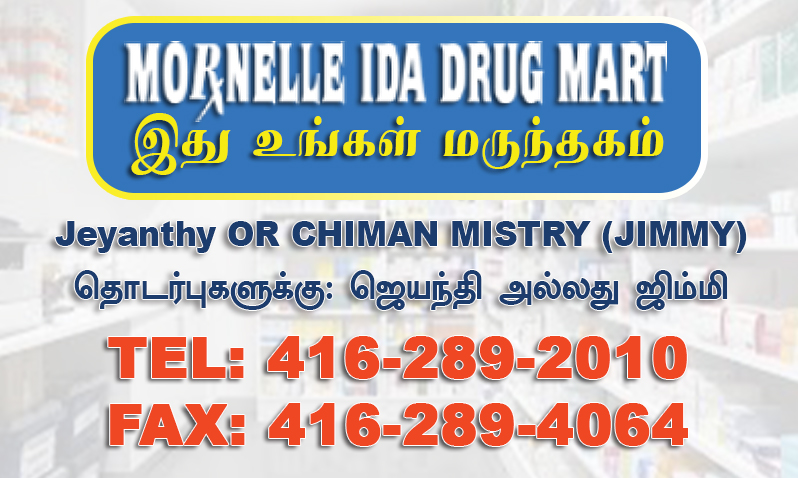 MORNELLE IDA DRUG MART
இது உங்கள் மருந்தகம்
Jeyanthy OR CHIMAN MISTRY (JIMMY)
தொடர்புகளுக்கு: ஜெயந்தி அல்லது ஜிம்மி
TEL: 416-289-2010
FAX: 416-289-4064